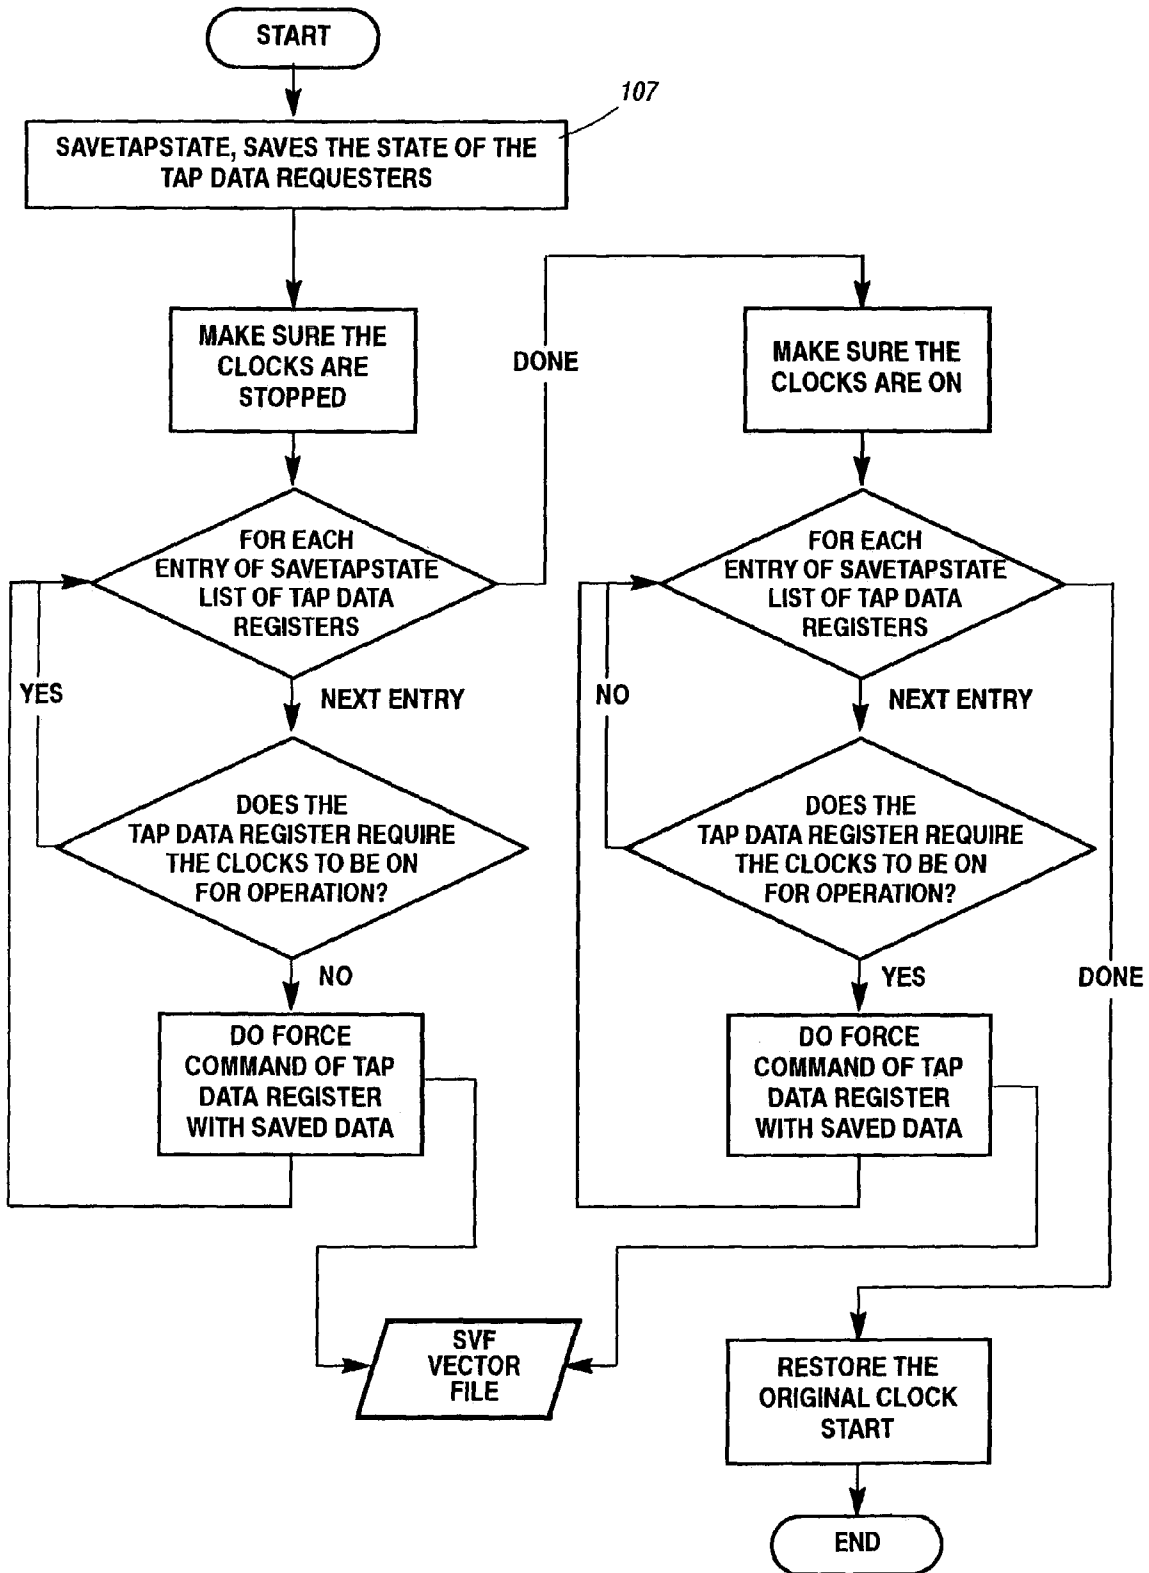 START
107
SAVETAPSTATE, SAVES THE STATE OF THE
TAP DATA REQUESTERS
MAKE SURE THE
CLOCKS ARE
STOPPED
DONE
MAKE SURE THE
CLOCKS ARE ON
FOR EACH
ENTRY OF SAVETAPSTATE
LIST OF TAP DATA
REGISTERS
FOR EACH
ENTRY OF SAVETAPSTATE
LIST OF TAP DATA
REGISTERS
YES
NEXT ENTRY
NO
NEXT ENTRY
DOES THE
TAP DATA REGISTER REQUIRE
THE CLOCKS TO BE ON
FOR OPERATION?
DOES THE
TAP DATA REGISTER REQUIRE
THE CLOCKS TO BE ON
FOR OPERATION?
NO
YES
DONE
DO FORCE
COMMAND OF TAP
DATA REGISTER
WITH SAVED DATA
DO FORCE
COMMAND OF TAP
DATA REGISTER
WITH SAVED DATA
SVF
VECTOR
FILE
RESTORE THE
ORIGINAL CLOCK
START
END